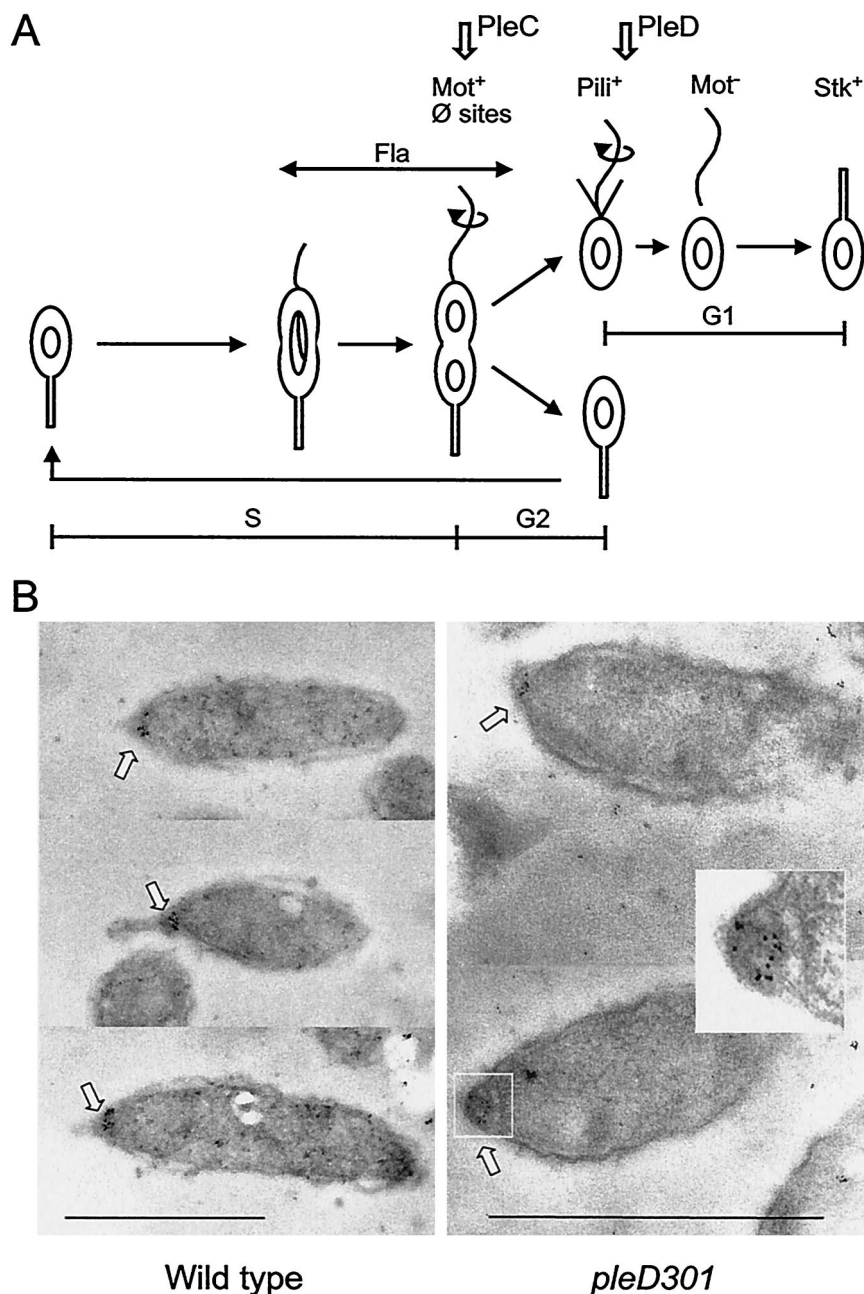 A
PleC PleD
Mot+ Pili+ Mot- Stk+
Ø sites
Fla
G1
S G2
B
Wild type pleD301